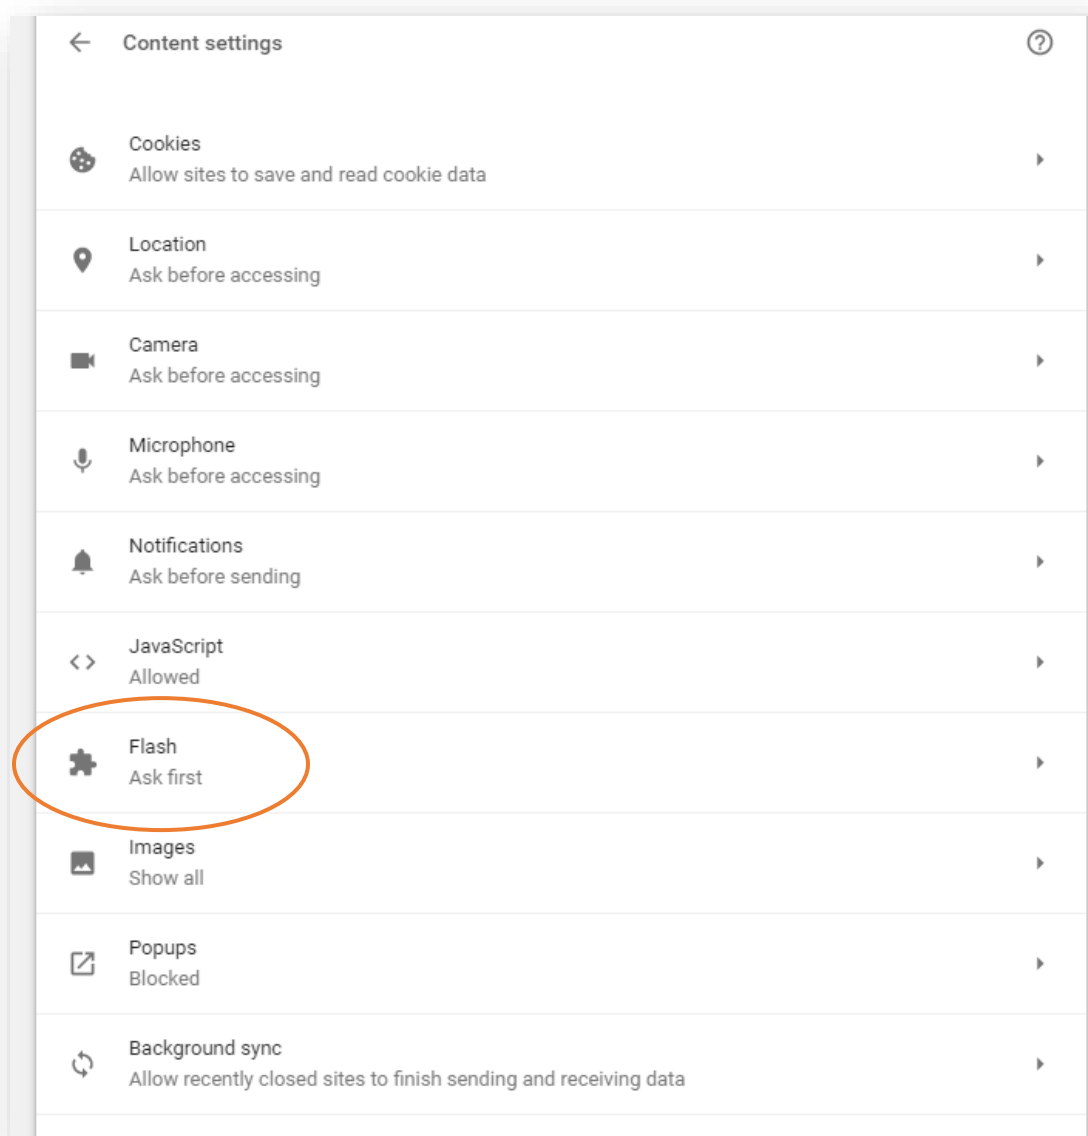 Content settings
Cookies
Allow sites to save and read cookie data
Location
Ask before accessing
Camera
Ask before accessing
Microphone
Ask before accessing
Notifications
Ask before sending
JavaScript
Allowed
Flash
Ask first
Images
Show all
Popups
Blocked
Background sync
Allow recently closed sites to finish sending and receiving data